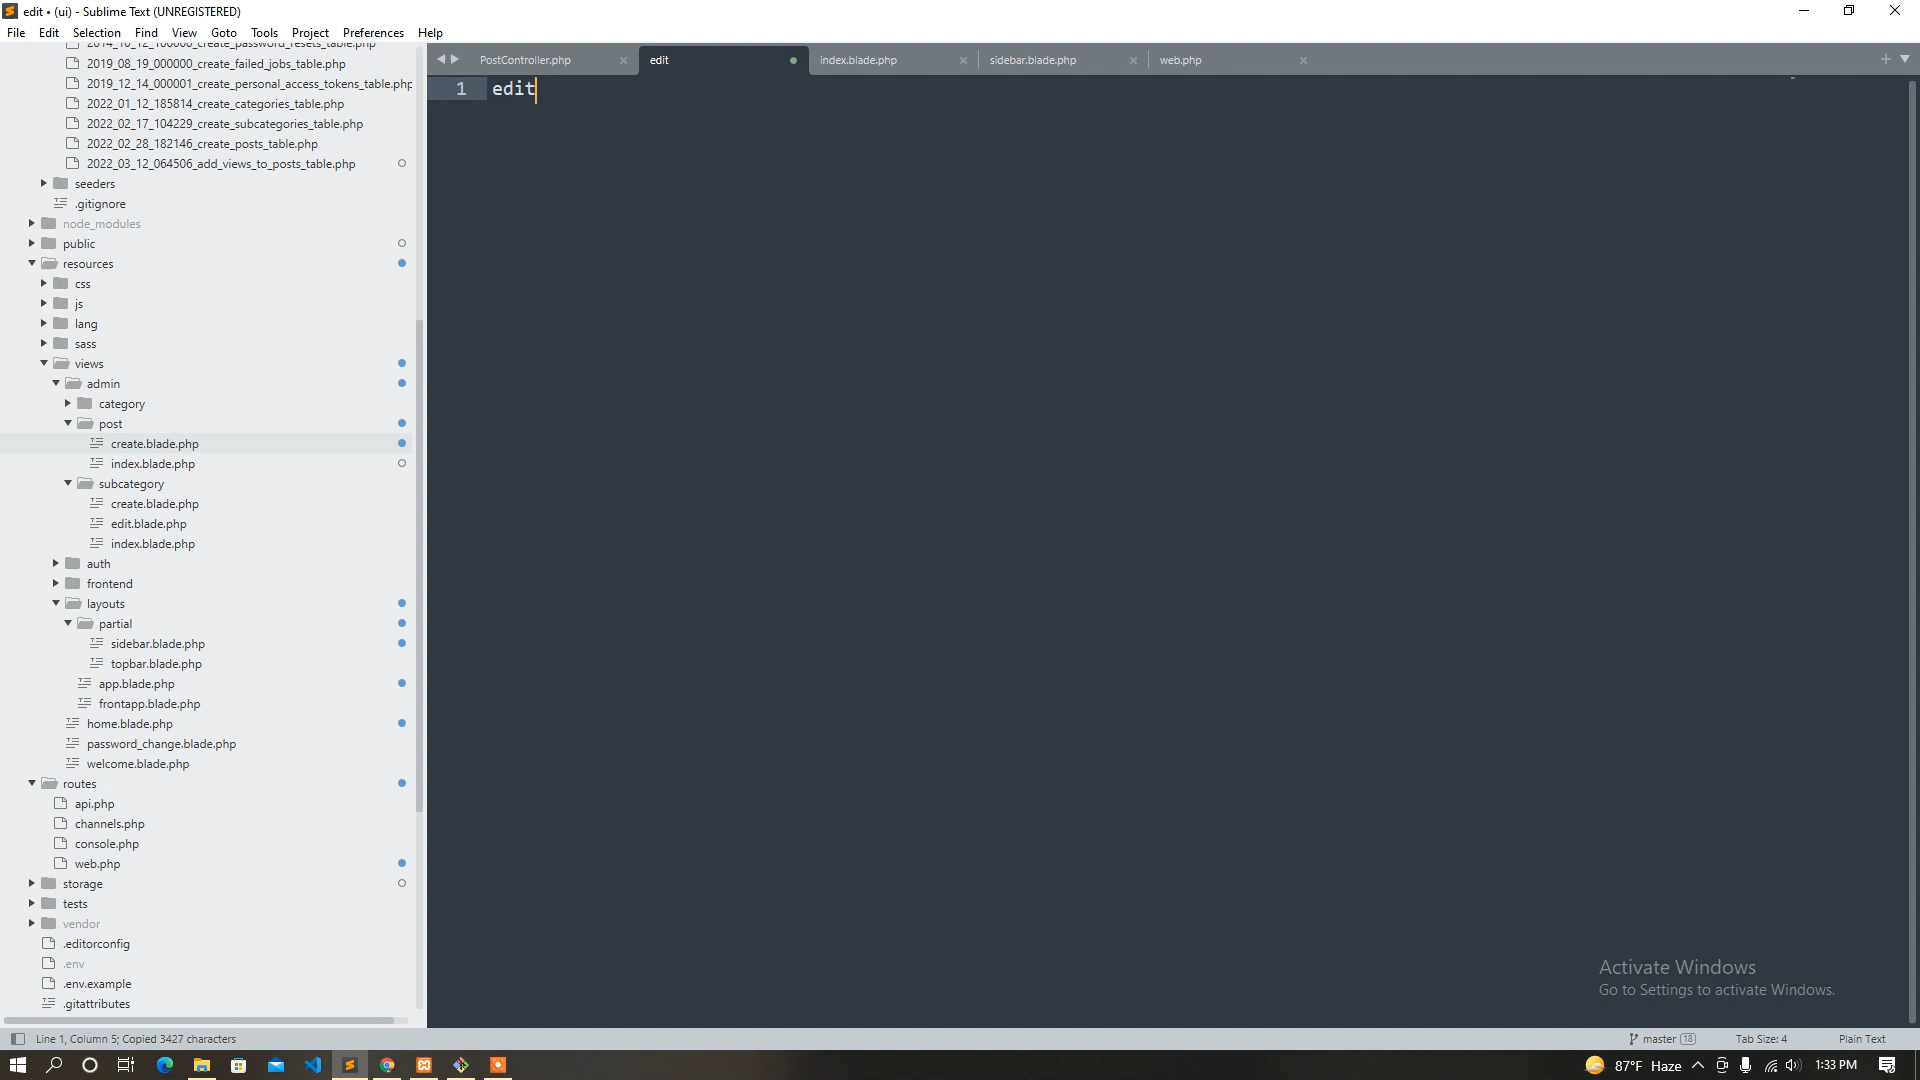 edit • (ui) - Sublime Text (UNREGISTERED)
File Edit Selection Find View Goto Tools Project Preferences Help
2014_10_12_100000_create_password_resets_table.php
2019_08_19_000000_create_failed_jobs_table.php
2019_12_14_000001_create_personal_access_tokens_table.php
2022_01_12_185814_create_categories_table.php
2022_02_17_104229_create_subcategories_table.php
2022_02_28_182146_create_posts_table.php
2022_03_12_064506_add_views_to_posts_table.php
seeders
.gitignore
node_modules
public
resources
css
js
lang
sass
views
admin
category
post
create.blade.php
index.blade.php
subcategory
create.blade.php
edit.blade.php
index.blade.php
auth
frontend
layouts
partial
sidebar.blade.php
topbar.blade.php
app.blade.php
frontapp.blade.php
home.blade.php
password_change.blade.php
welcome.blade.php
routes
api.php
channels.php
console.php
web.php
storage
tests
vendor
.editorconfig
.env
.env.example
.gitattributes
PostController.php edit index.blade.php sidebar.blade.php web.php
1 edit
Activate Windows
Go to Settings to activate Windows.
Line 1, Column 5; Copied 3427 characters master 18 Tab Size: 4 Plain Text
87°F Haze 1:33 PM